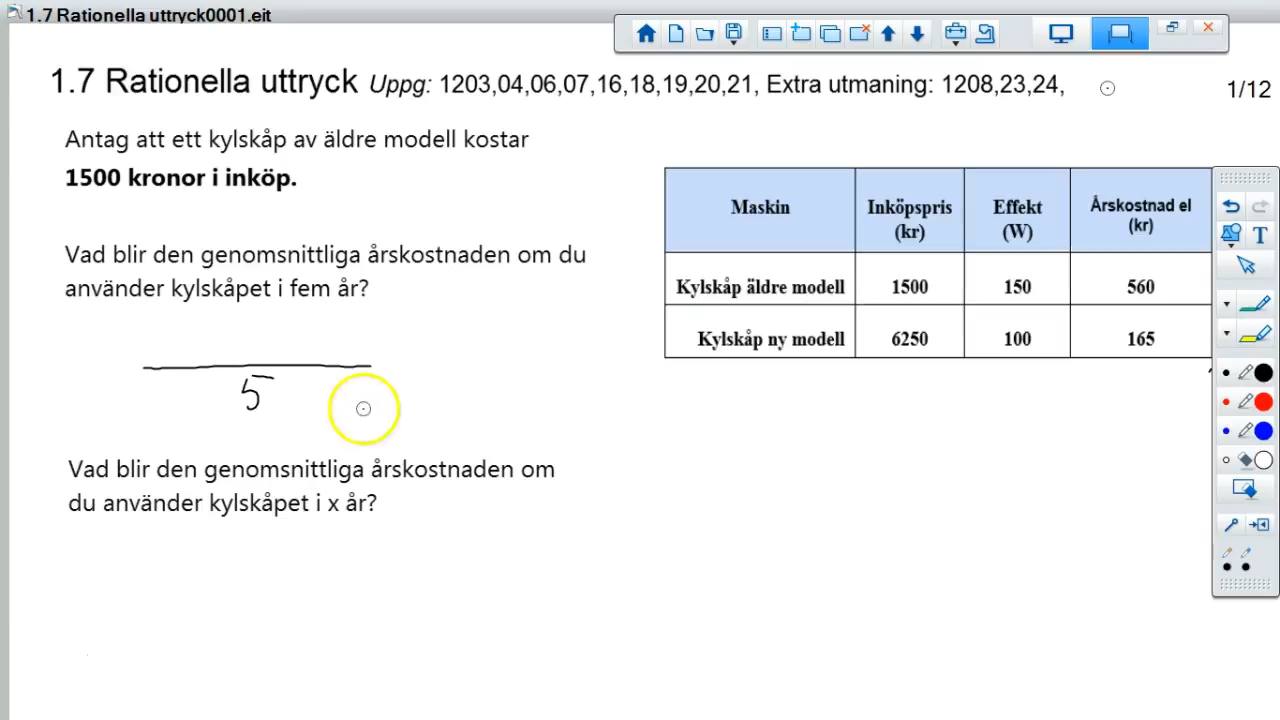 1.7 Rationella uttryck0001.eit
1.7 Rationella uttryck Uppg: 1203,04,06,07,16,18,19,20,21, Extra utmaning: 1208,23,24,
1/12
Antag att ett kylskåp av äldre modell kostar
1500 kronor i inköp.
Vad blir den genomsnittliga årskostnaden om du
använder kylskåpet i fem år?
5
Vad blir den genomsnittliga årskostnaden om
du använder kylskåpet i x år?
Maskin Inköpspris (kr) Effekt (W) Årskostnad el (kr)
Kylskåp äldre modell 1500 150 560
Kylskåp ny modell 6250 100 165
T